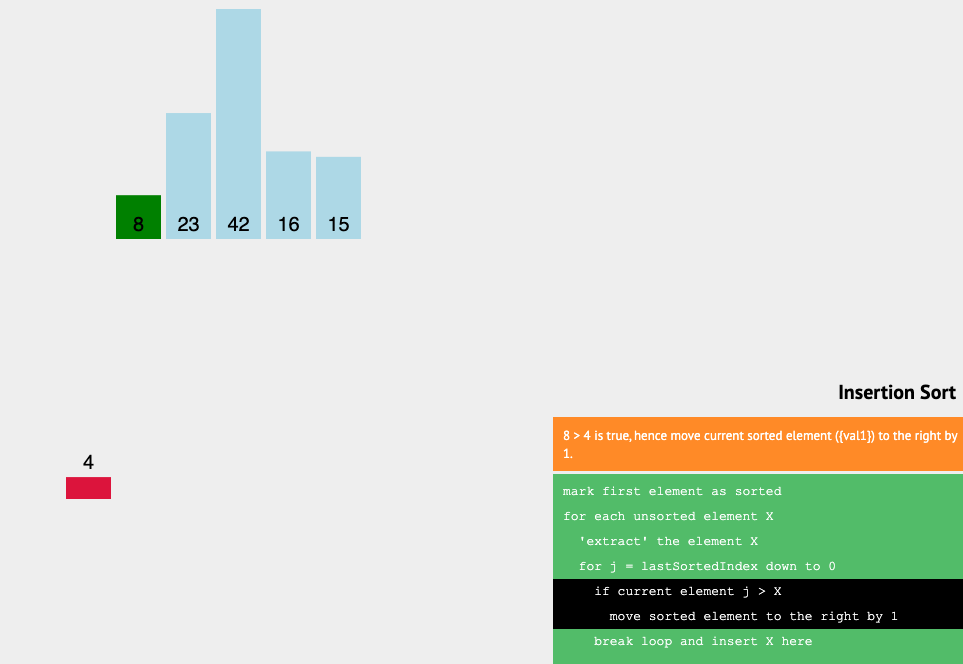 8
23
42
16
15
Insertion Sort
8 > 4 is true, hence move current sorted element ({val1}) to the right by
1.
4
mark first element as sorted
for each unsorted element X
'extract' the element X
for j = lastSortedIndex down to 0
if current element j > X
move sorted element to the right by 1
break loop and insert X here